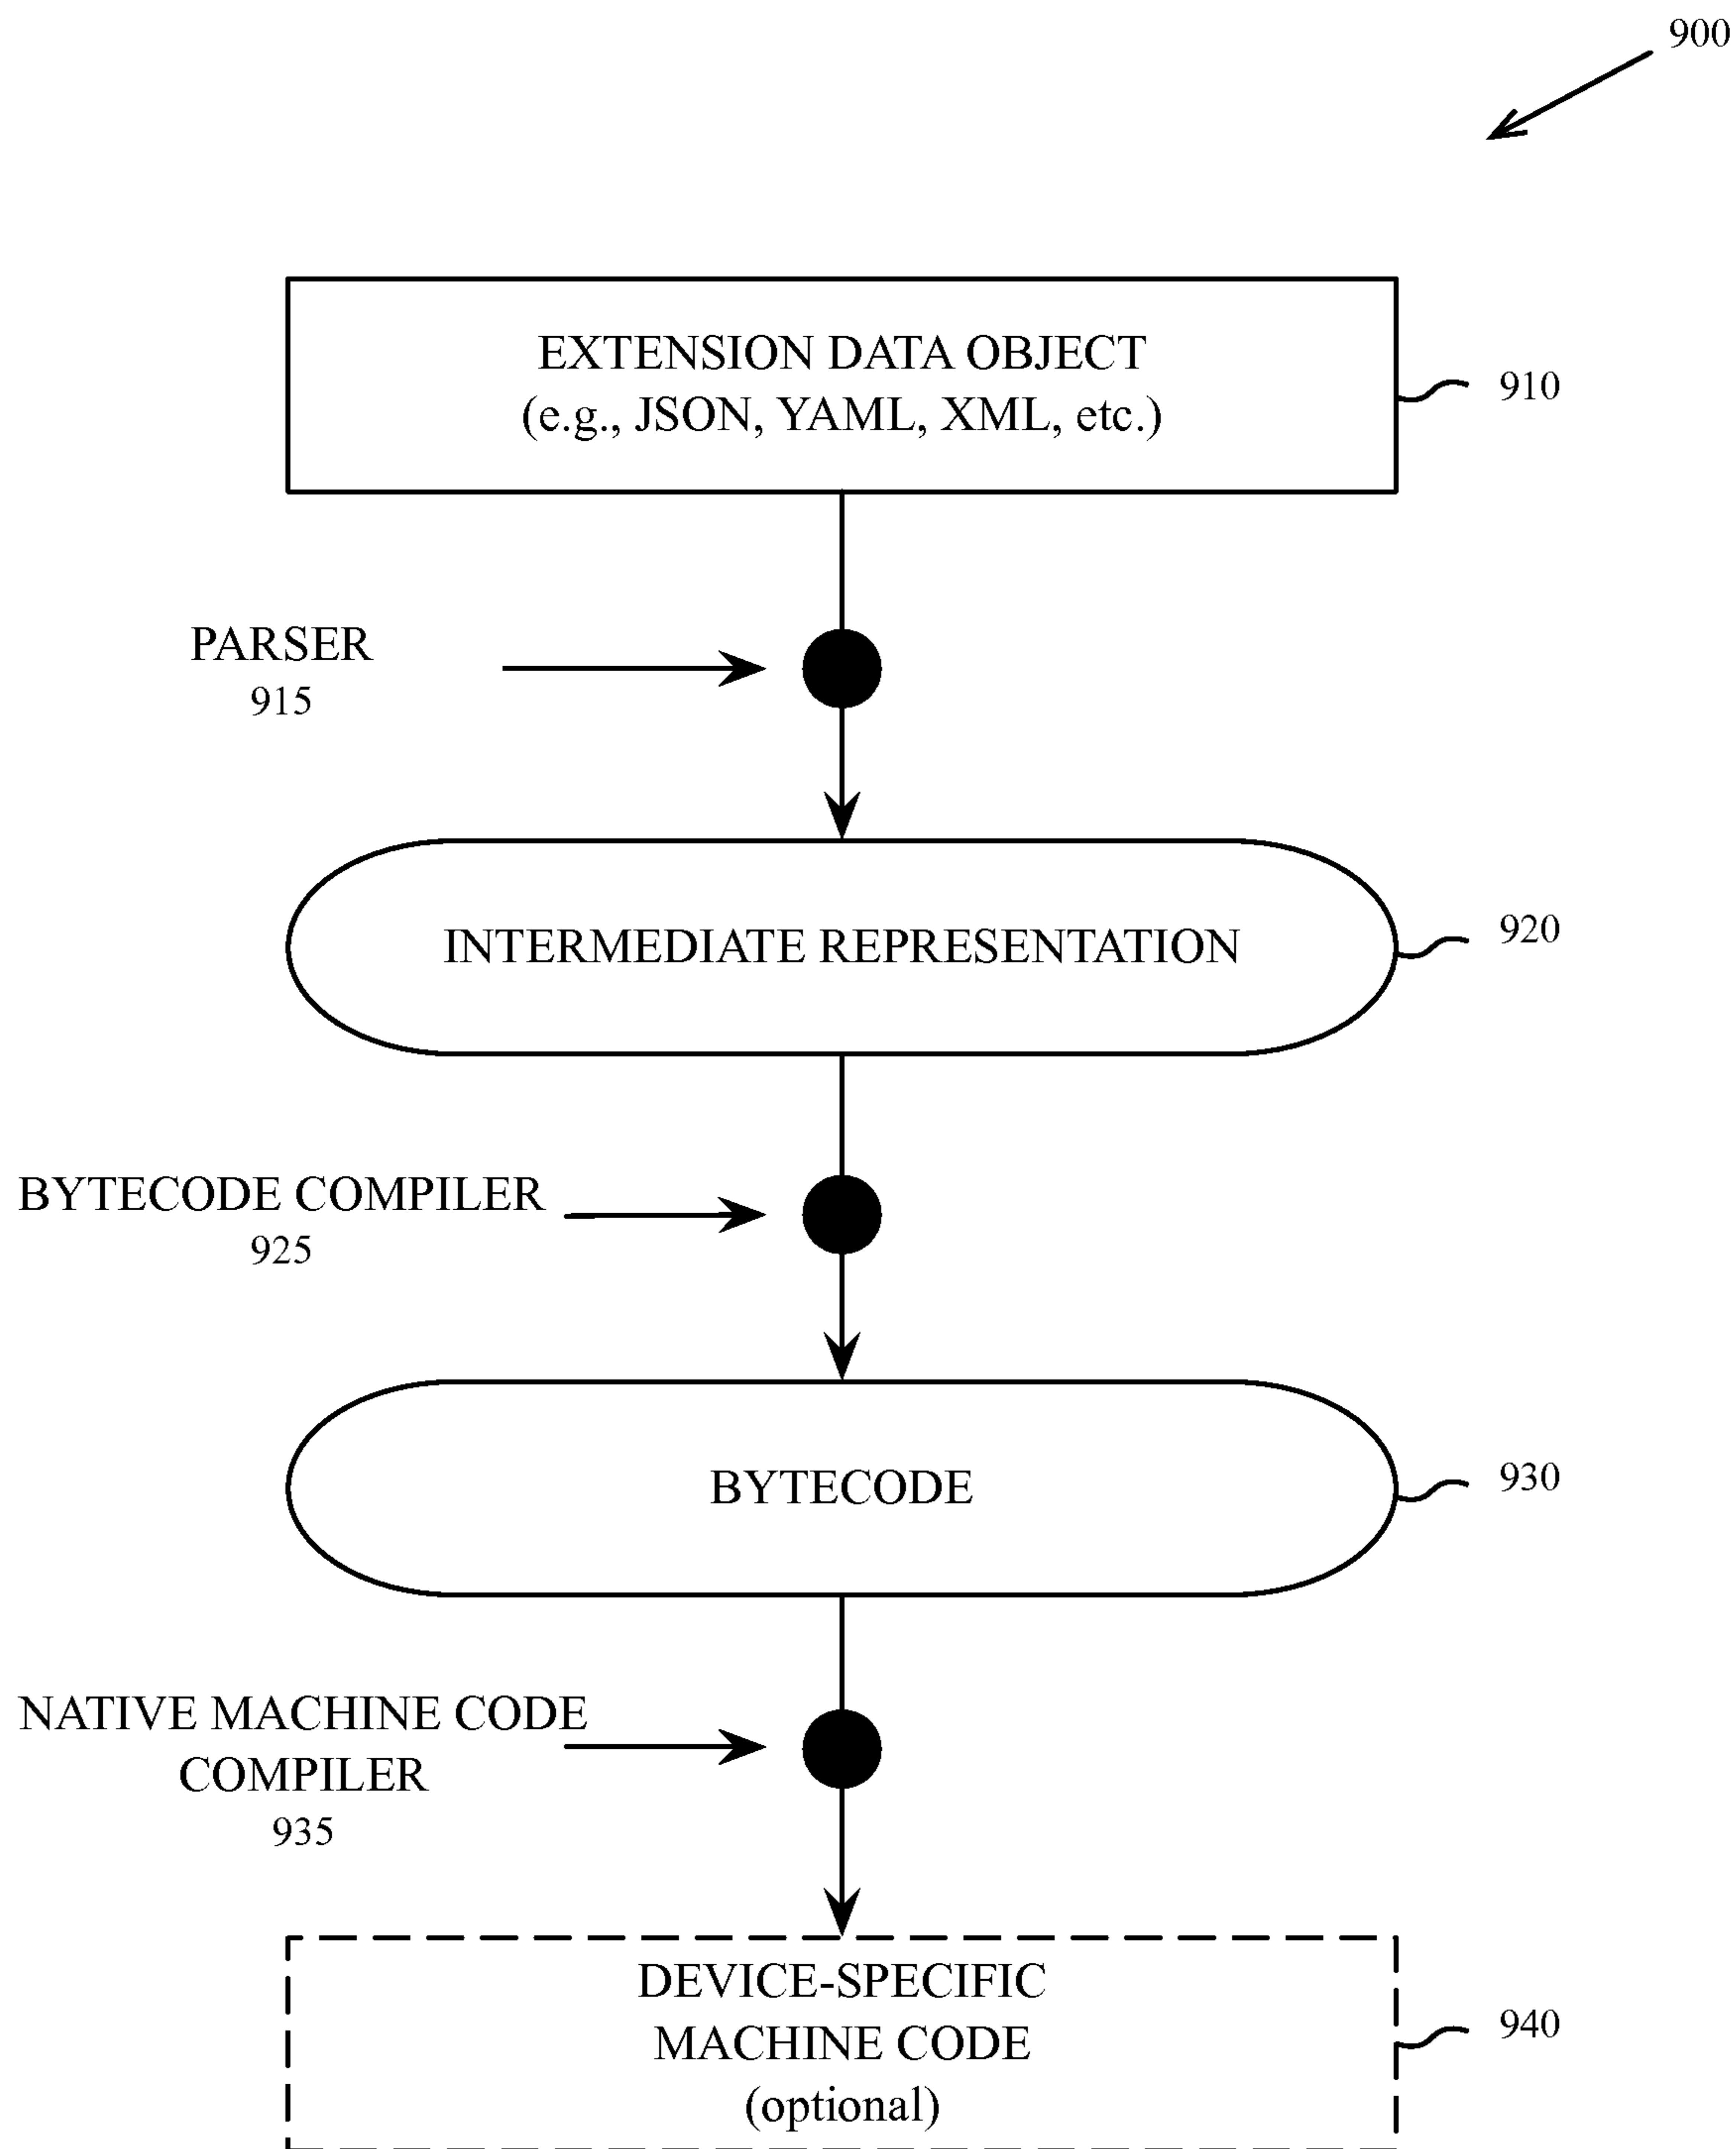 900
EXTENSION DATA OBJECT
(e.g., JSON, YAML, XML, etc.)
910
PARSER
915
INTERMEDIATE REPRESENTATION
920
BYTECODE COMPILER
925
BYTECODE
930
NATIVE MACHINE CODE
COMPILER
935
DEVICE-SPECIFIC
MACHINE CODE
(optional)
940